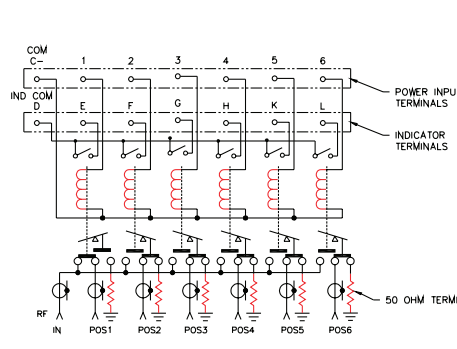 COM
C- 1 2 3 4 5 6
POWER INPU
TERMINALS
IND COM
D E F G H K L
INDICATOR
TERMINALS
50 OHM TERMI
RF
IN POS1 POS2 POS3 POS4 POS5 POS6